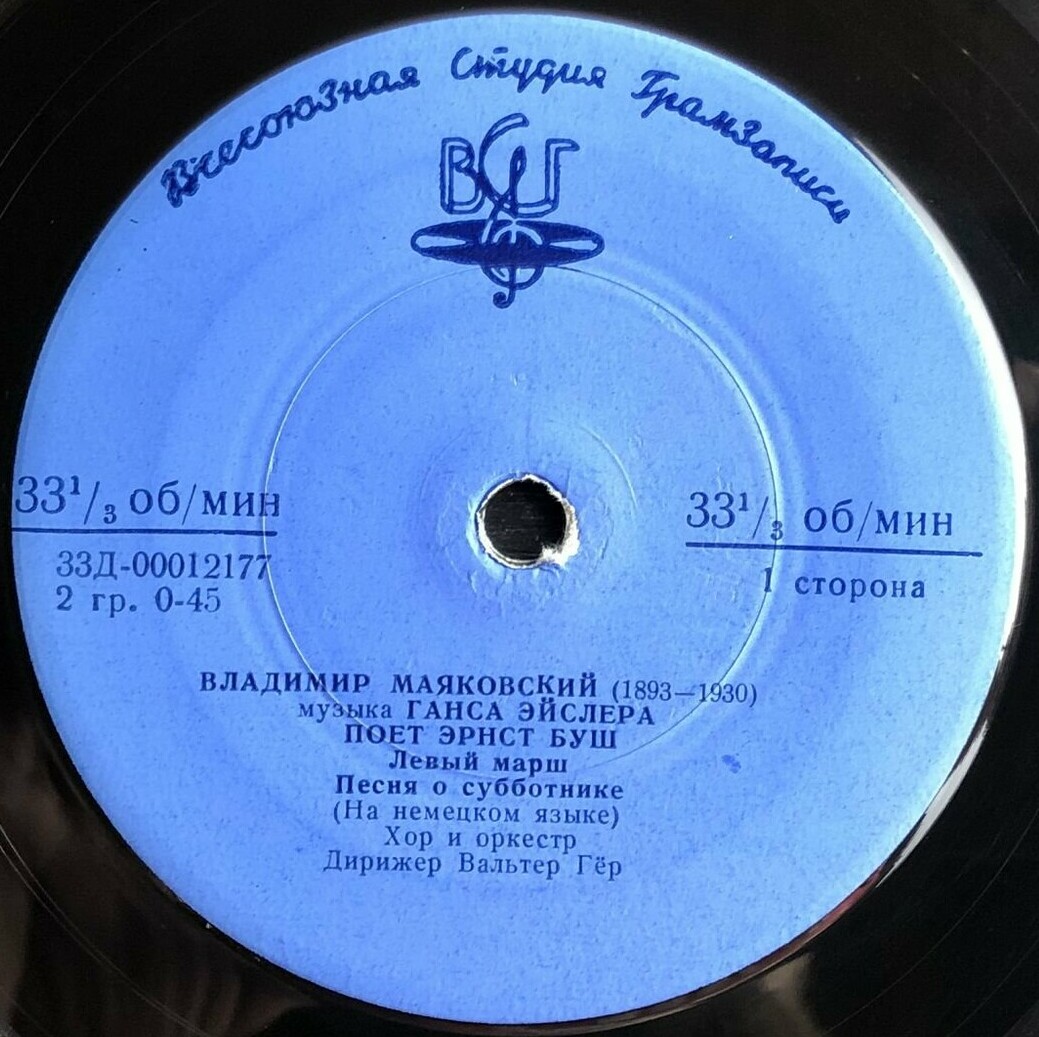 Всесоюзная Студия Грамзаписи
ВСГ
33¹/₃ об/мин
33Д-00012177
2 гр. 0-45
33¹/₃ об/мин
1 сторона
ВЛАДИМИР МАЯКОВСКИЙ (1893—1930)
музыка ГАНСА ЭЙСЛЕРА
ПОЕТ ЭРНСТ БУШ
Левый марш
Песня о субботнике
(На немецком языке)
Хор и оркестр
Дирижер Вальтер Гёр